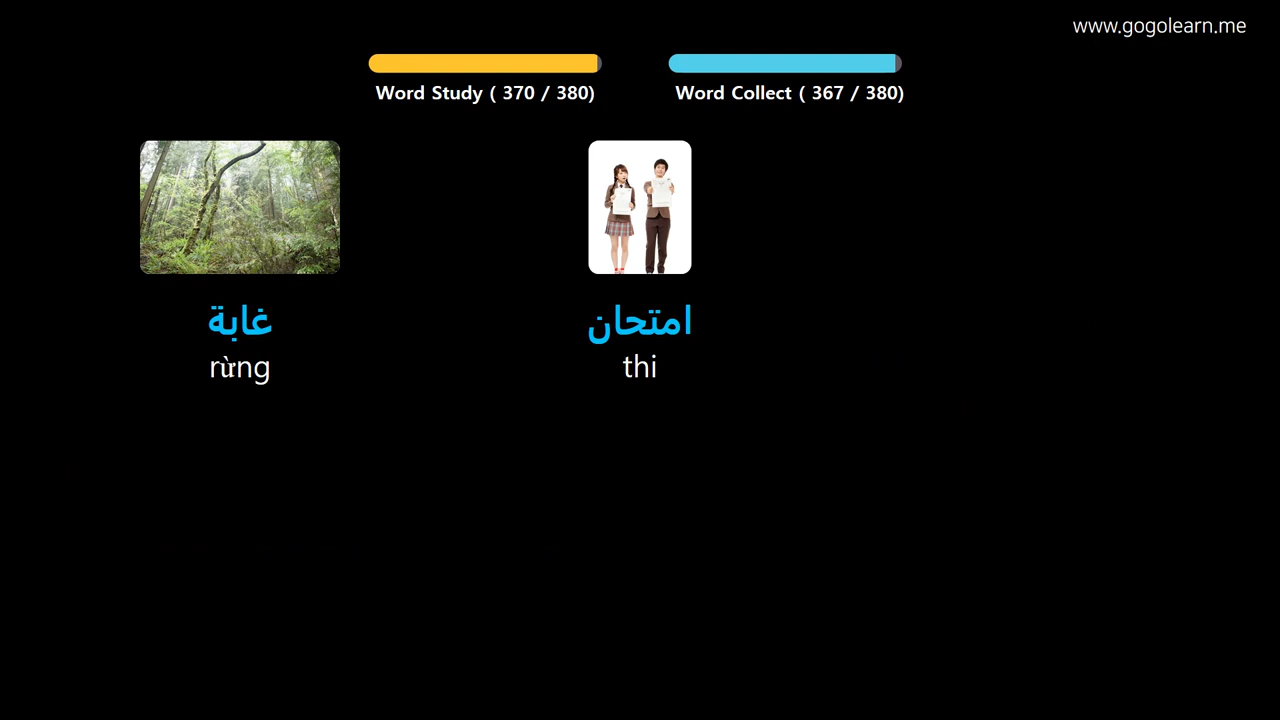 www.gogolearn.me
Word Study ( 370 / 380)
Word Collect ( 367 / 380)
غابة
rừng
امتحان
thi